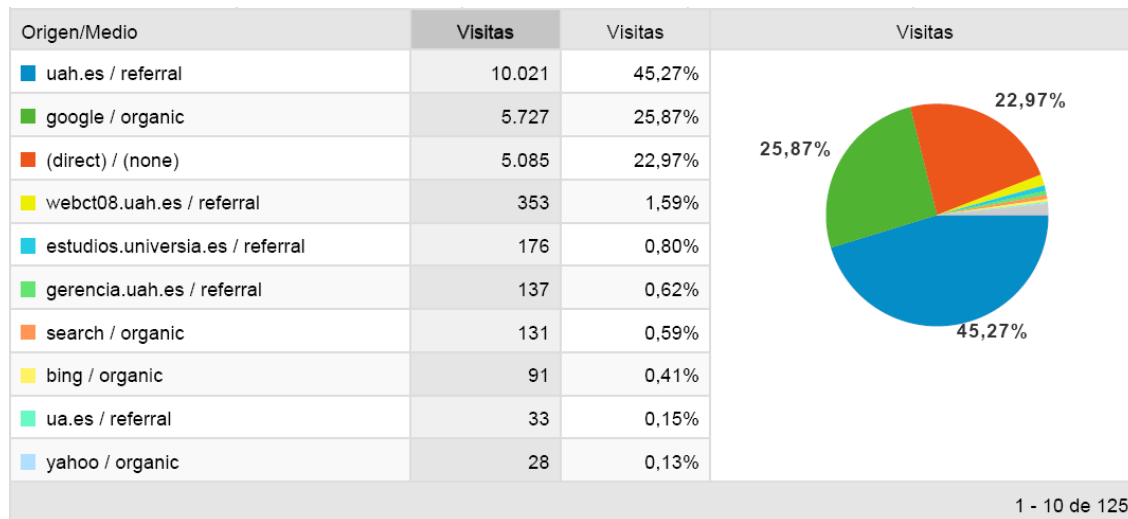 Origen/Medio Visitas Visitas Visitas
uah.es / referral 10.021 45,27%
google / organic 5.727 25,87%
(direct) / (none) 5.085 22,97%
webct08.uah.es / referral 353 1,59%
estudios.universia.es / referral 176 0,80%
gerencia.uah.es / referral 137 0,62%
search / organic 131 0,59%
bing / organic 91 0,41%
ua.es / referral 33 0,15%
yahoo / organic 28 0,13%
22,97%
25,87%
45,27%
1 - 10 de 125